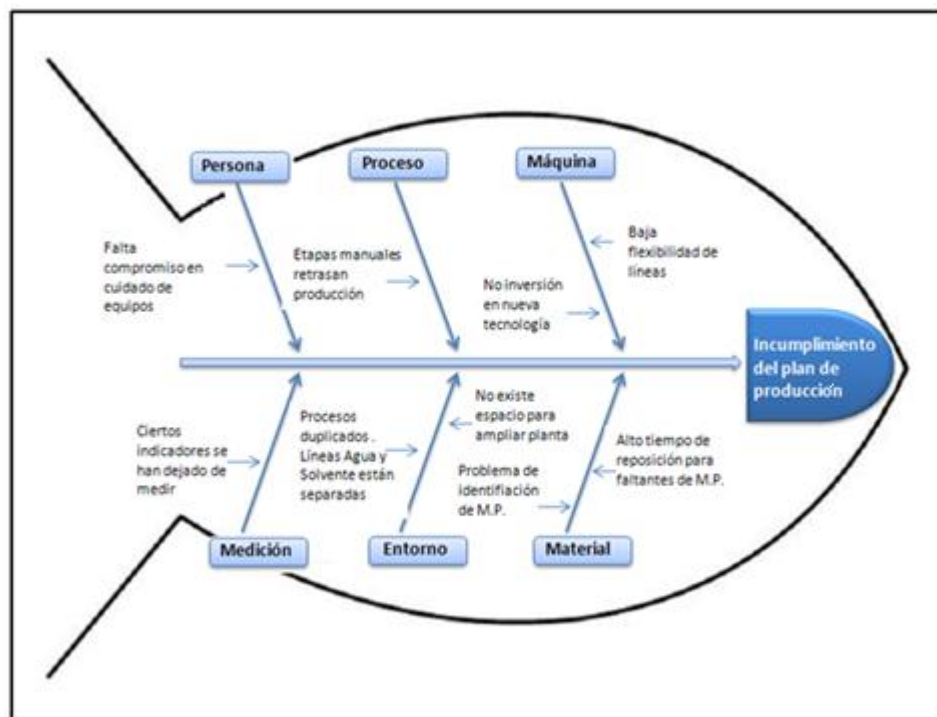 Persona
Proceso
Máquina
Falta
compromiso en
cuidado de
equipos
Etapas manuales
retrasan
producción
Baja
flexibilidad de
líneas
No inversión
en nueva
tecnología
Incumplimiento
del plan de
producción
Ciertos
indicadores se
han dejado de
medir
Procesos
duplicados .
Líneas Agua y
Solvente están
separadas
No existe
espacio para
ampliar planta
Problema de
identifiación
de M.P.
Alto tiempo de
reposición para
faltantes de M.P.
Medición
Entorno
Material